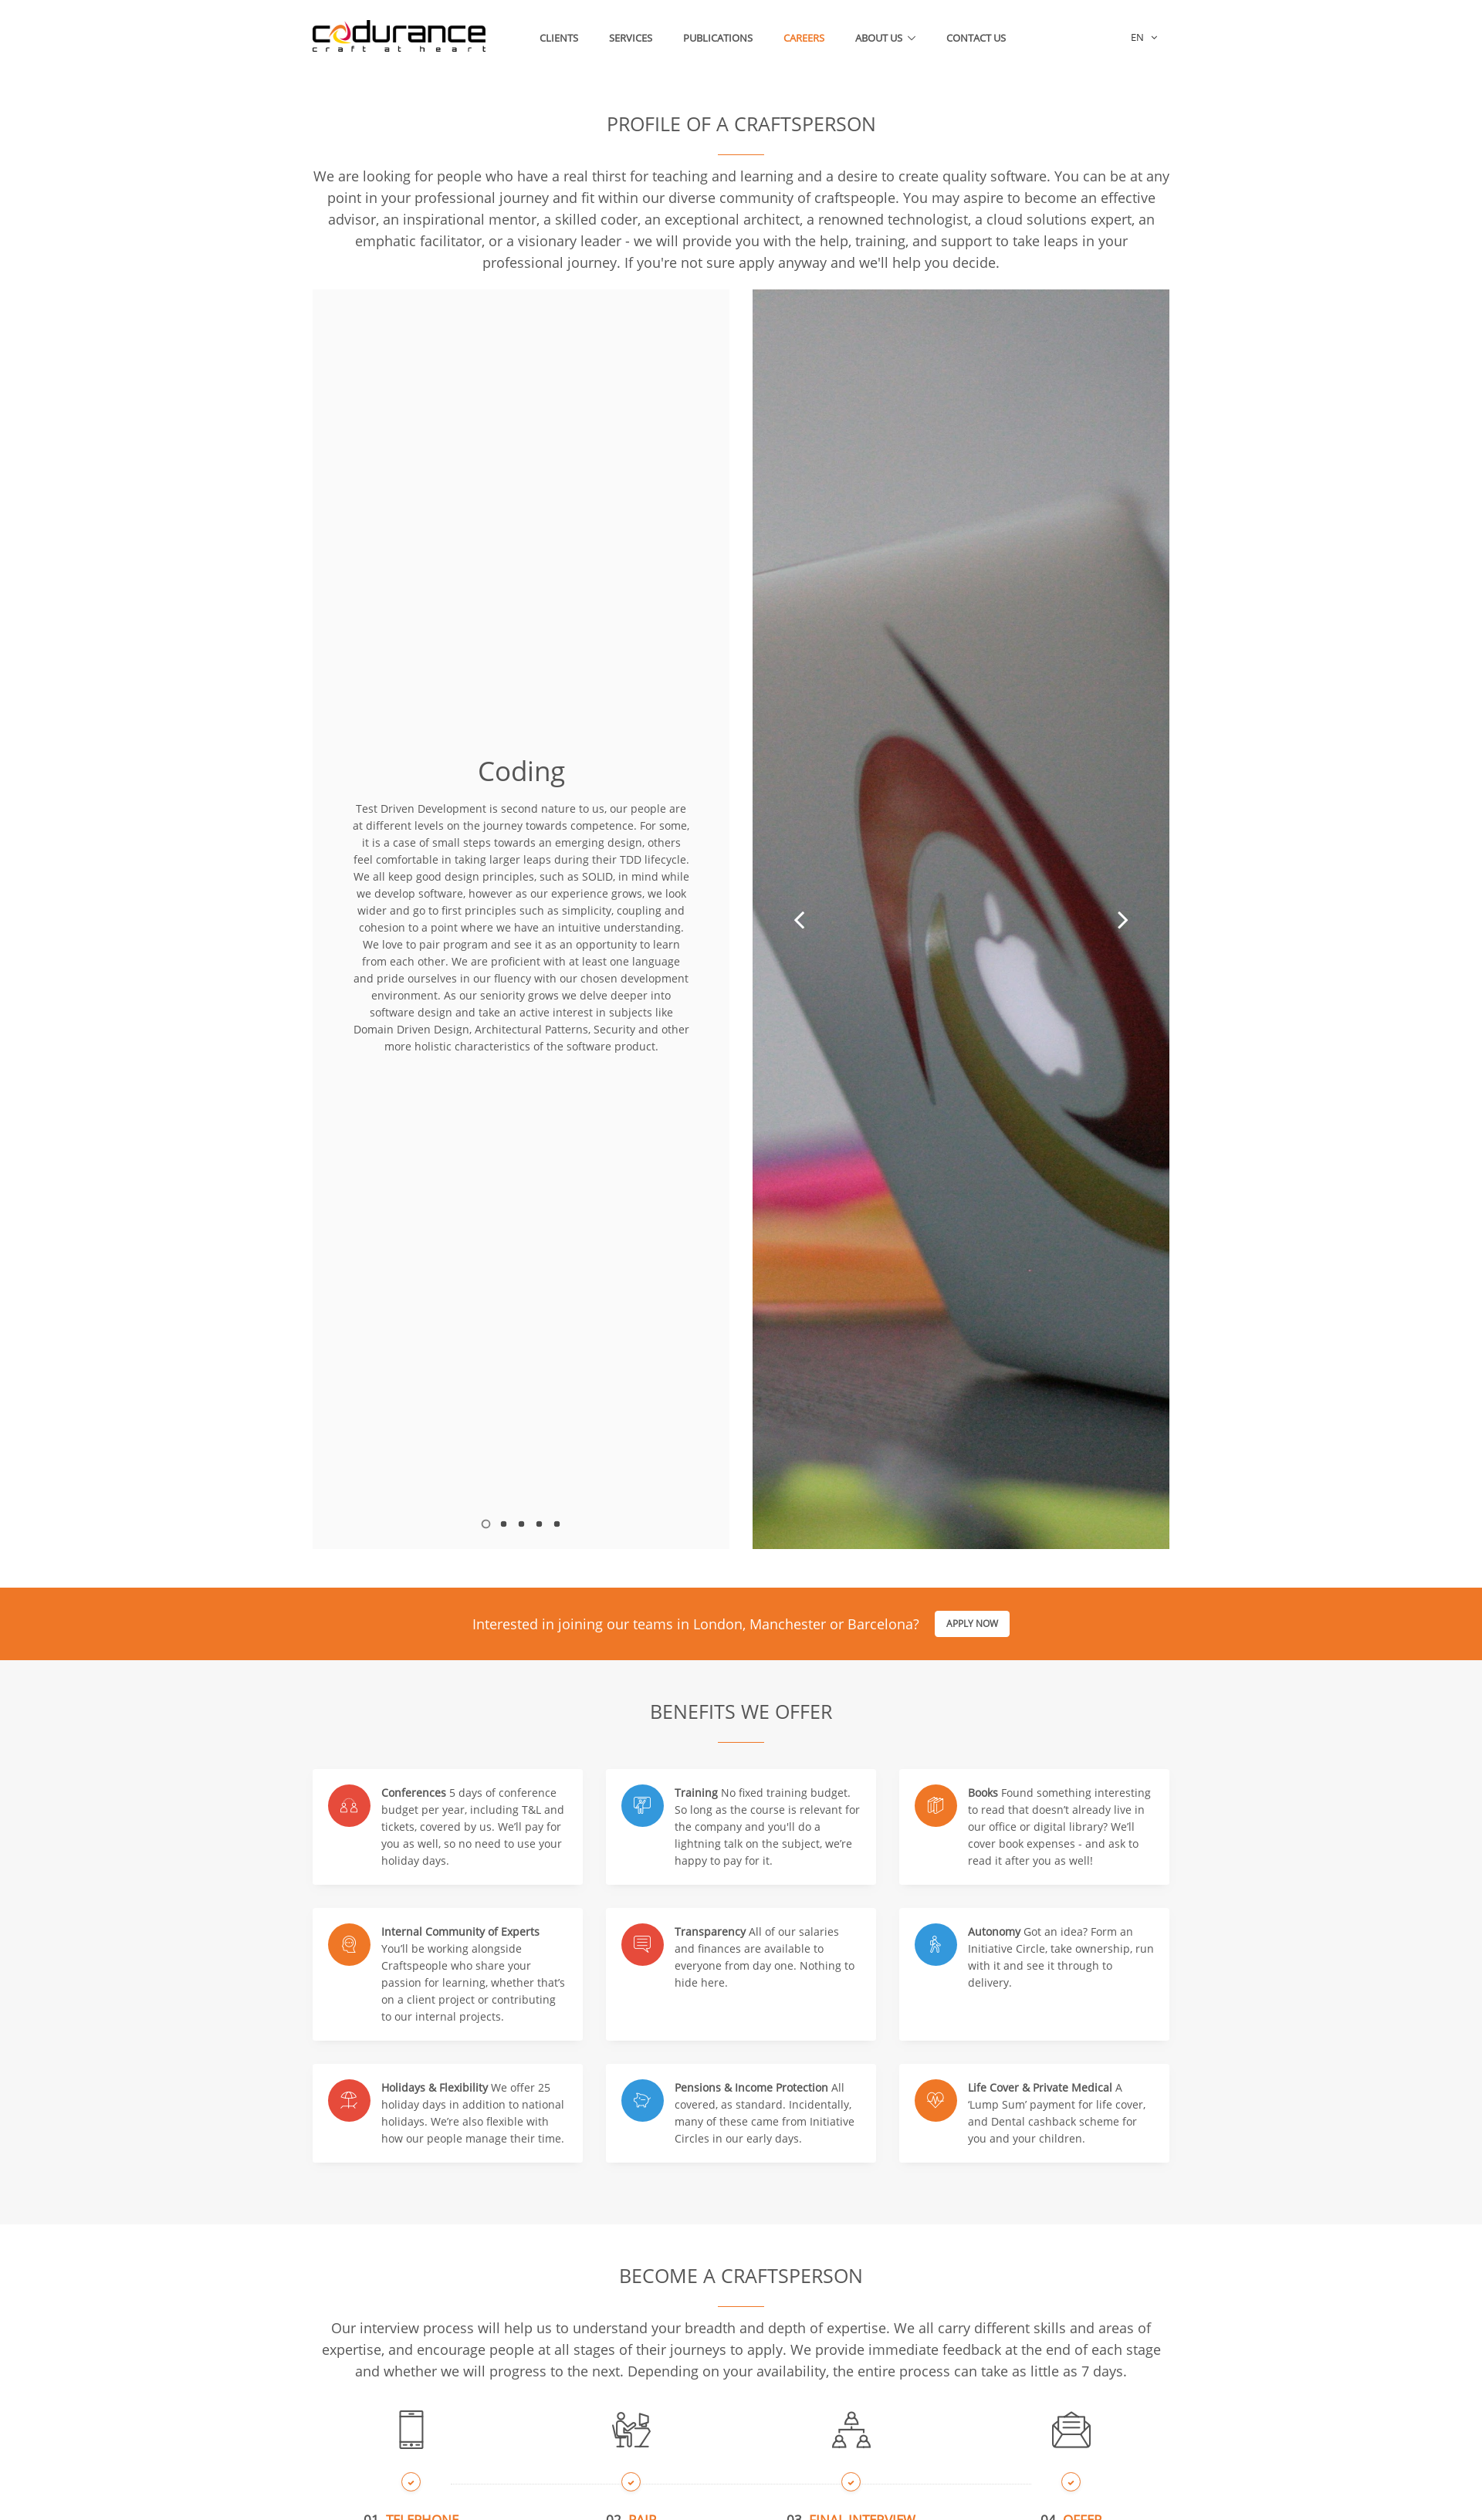 codurance
craft at heart
CLIENTS
SERVICES
PUBLICATIONS
CAREERS
ABOUT US
CONTACT US
EN
PROFILE OF A CRAFTSPERSON
We are looking for people who have a real thirst for teaching and learning and a desire to create quality software. You can be at any
point in your professional journey and fit within our diverse community of craftspeople. You may aspire to become an effective
advisor, an inspirational mentor, a skilled coder, an exceptional architect, a renowned technologist, a cloud solutions expert, an
emphatic facilitator, or a visionary leader - we will provide you with the help, training, and support to take leaps in your
professional journey. If you're not sure apply anyway and we'll help you decide.
Coding
Test Driven Development is second nature to us, our people are
at different levels on the journey towards competence. For some,
it is a case of small steps towards an emerging design, others
feel comfortable in taking larger leaps during their TDD lifecycle.
We all keep good design principles, such as SOLID, in mind while
we develop software, however as our experience grows, we look
wider and go to first principles such as simplicity, coupling and
cohesion to a point where we have an intuitive understanding.
We love to pair program and see it as an opportunity to learn
from each other. We are proficient with at least one language
and pride ourselves in our fluency with our chosen development
environment. As our seniority grows we delve deeper into
software design and take an active interest in subjects like
Domain Driven Design, Architectural Patterns, Security and other
more holistic characteristics of the software product.
Interested in joining our teams in London, Manchester or Barcelona?
APPLY NOW
BENEFITS WE OFFER
Conferences 5 days of conference
budget per year, including T&L and
tickets, covered by us. We’ll pay for
you as well, so no need to use your
holiday days.
Training No fixed training budget.
So long as the course is relevant for
the company and you'll do a
lightning talk on the subject, we’re
happy to pay for it.
Books Found something interesting
to read that doesn’t already live in
our office or digital library? We’ll
cover book expenses - and ask to
read it after you as well!
Internal Community of Experts
You’ll be working alongside
Craftspeople who share your
passion for learning, whether that’s
on a client project or contributing
to our internal projects.
Transparency All of our salaries
and finances are available to
everyone from day one. Nothing to
hide here.
Autonomy Got an idea? Form an
Initiative Circle, take ownership, run
with it and see it through to
delivery.
Holidays & Flexibility We offer 25
holiday days in addition to national
holidays. We’re also flexible with
how our people manage their time.
Pensions & Income Protection All
covered, as standard. Incidentally,
many of these came from Initiative
Circles in our early days.
Life Cover & Private Medical A
‘Lump Sum’ payment for life cover,
and Dental cashback scheme for
you and your children.
BECOME A CRAFTSPERSON
Our interview process will help us to understand your breadth and depth of expertise. We all carry different skills and areas of
expertise, and encourage people at all stages of their journeys to apply. We provide immediate feedback at the end of each stage
and whether we will progress to the next. Depending on your availability, the entire process can take as little as 7 days.
01. TELEPHONE
02. PAIR
03. FINAL INTERVIEW
04. OFFER